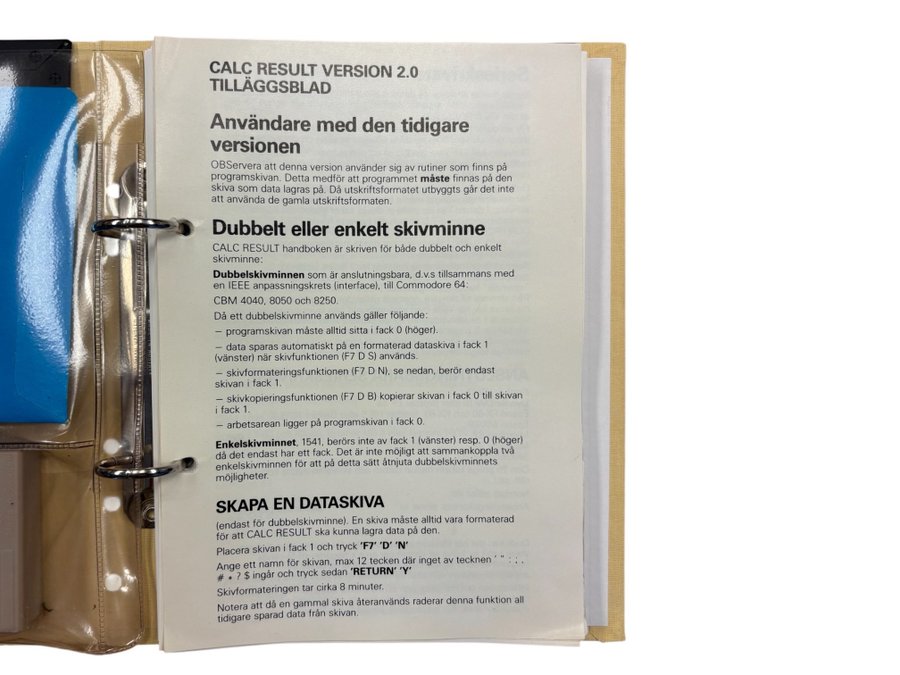 CALC RESULT VERSION 2.0
TILLÄGGSBLAD
Användare med den tidigare
versionen
OBServera att denna version använder sig av rutiner som finns på
programskivan. Detta medför att programmet måste finnas på den
skiva som data lagras på. Då utskriftsformatet utbyggts går det inte
att använda de gamla utskriftsformaten.
Dubbelt eller enkelt skivminne
CALC RESULT handboken är skriven för både dubbelt och enkelt
skivminne:
Dubbelskivminnen som är anslutningsbara, d.v.s tillsammans med
en IEEE anpassningskrets (interface), till Commodore 64:
CBM 4040, 8050 och 8250.
Då ett dubbelskivminne används gäller följande:
– programskivan måste alltid sitta i fack 0 (höger).
– data sparas automatiskt på en formaterad dataskiva i fack 1
(vänster) när skivfunktionen (F7 D S) används.
– skivformateringsfunktionen (F7 D N), se nedan, berör endast
skivan i fack 1.
– skivkopieringsfunktionen (F7 D B) kopierar skivan i fack 0 till skivan
i fack 1.
– arbetsarean ligger på programskivan i fack 0.
Enkelskivminnet, 1541, berörs inte av fack 1 (vänster) resp. 0 (höger)
då det endast har ett fack. Det är inte möjligt att sammankoppla två
enkelskivminnen för att på detta sätt åtnjuta dubbelskivminnets
möjligheter.
SKAPA EN DATASKIVA
(endast för dubbelskivminne). En skiva måste alltid vara formaterad
för att CALC RESULT ska kunna lagra data på den.
Placera skivan i fack 1 och tryck 'F7' 'D' 'N'
Ange ett namn för skivan, max 12 tecken där inget av tecknen ' " : ; ,
# * ? $ ingår och tryck sedan 'RETURN' 'Y'
Skivformateringen tar cirka 8 minuter.
Notera att då en gammal skiva återanvänds raderar denna funktion all
tidigare sparad data från skivan.